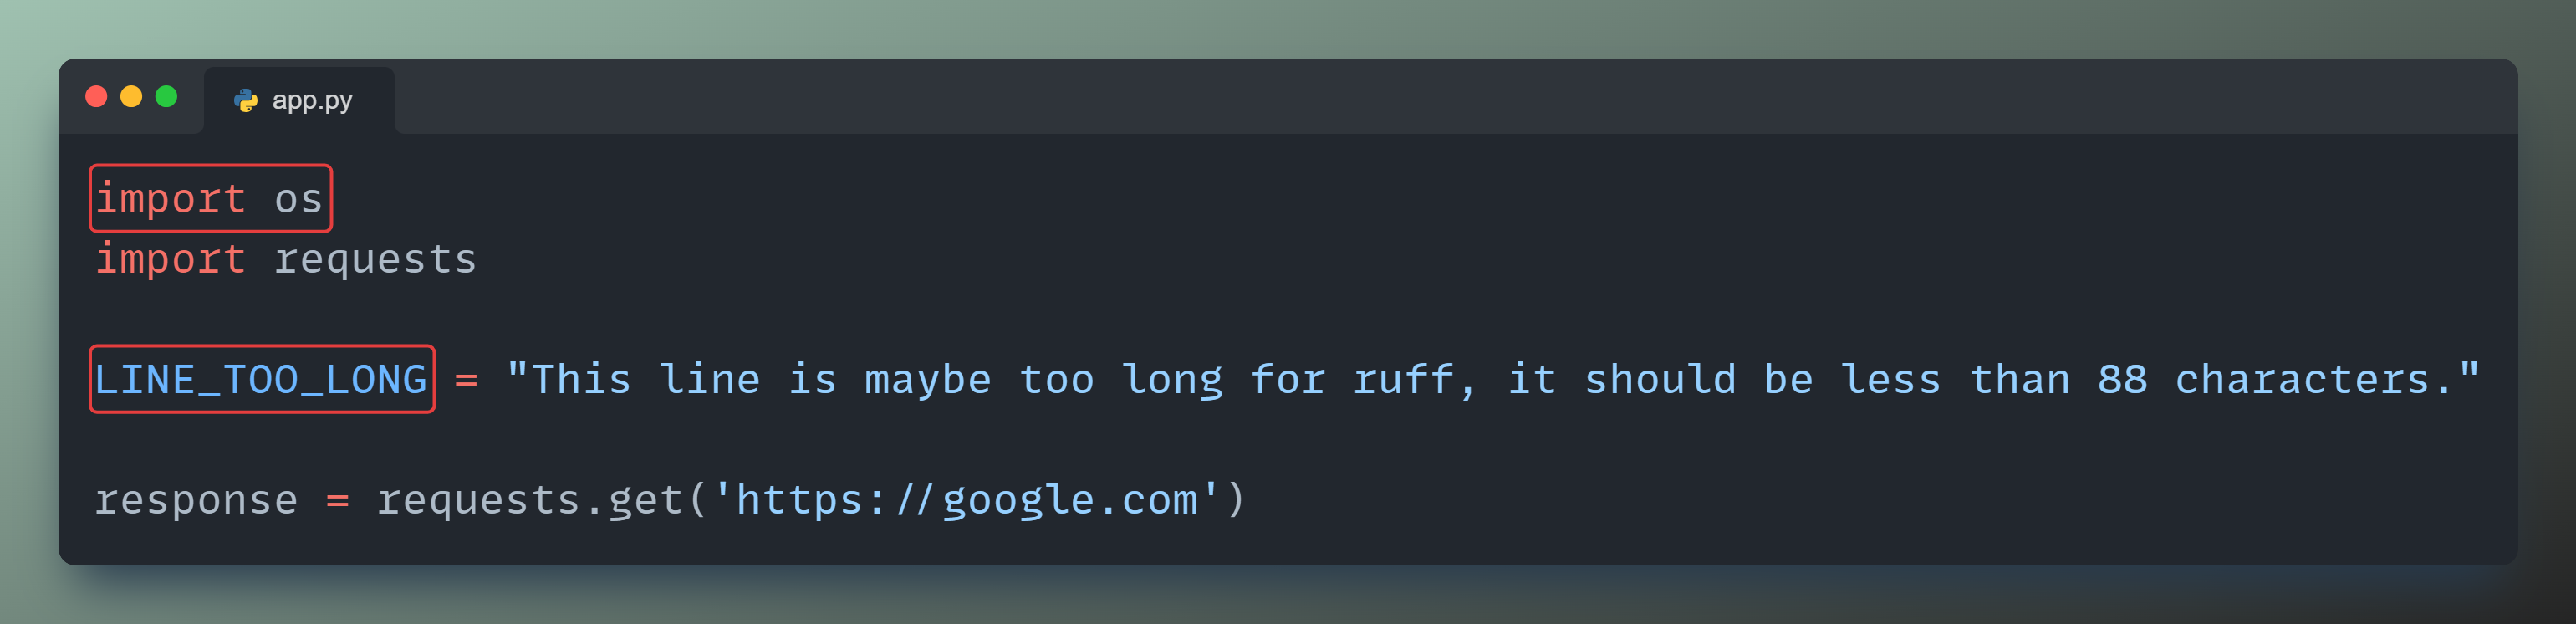 app.py
import os
import requests
LINE_TOO_LONG = "This line is maybe too long for ruff, it should be less than 88 characters."
response = requests.get('https://google.com')